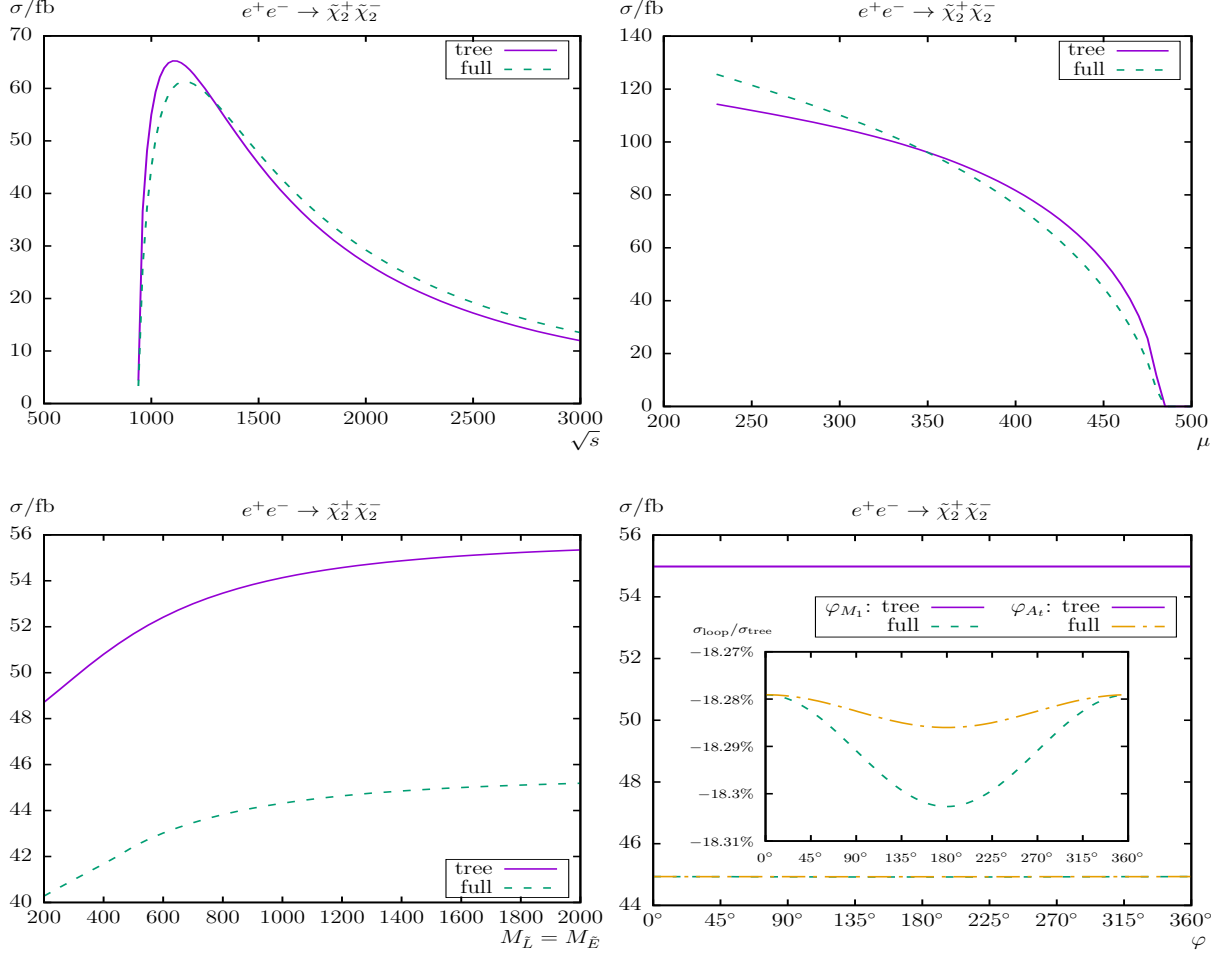 σ/fb
e⁺e⁻ → χ̃₂⁺χ̃₂⁻
70
60
50
40
30
20
10
0
tree
full
500 1000 1500 2000 2500 3000
√s
σ/fb
e⁺e⁻ → χ̃₂⁺χ̃₂⁻
140
120
100
80
60
40
20
0
tree
full
200 250 300 350 400 450 500
μ
σ/fb
e⁺e⁻ → χ̃₂⁺χ̃₂⁻
56
54
52
50
48
46
44
42
40
tree
full
200 400 600 800 1000 1200 1400 1600 1800 2000
M_L̃ = M_Ẽ
σ/fb
e⁺e⁻ → χ̃₂⁺χ̃₂⁻
56
54
52
50
48
46
44
φ_M₁: tree φ_Aₜ: tree
full full
σ_loop/σ_tree
−18.27%
−18.28%
−18.29%
−18.3%
−18.31%
0° 45° 90° 135° 180° 225° 270° 315° 360°
0° 45° 90° 135° 180° 225° 270° 315° 360°
φ